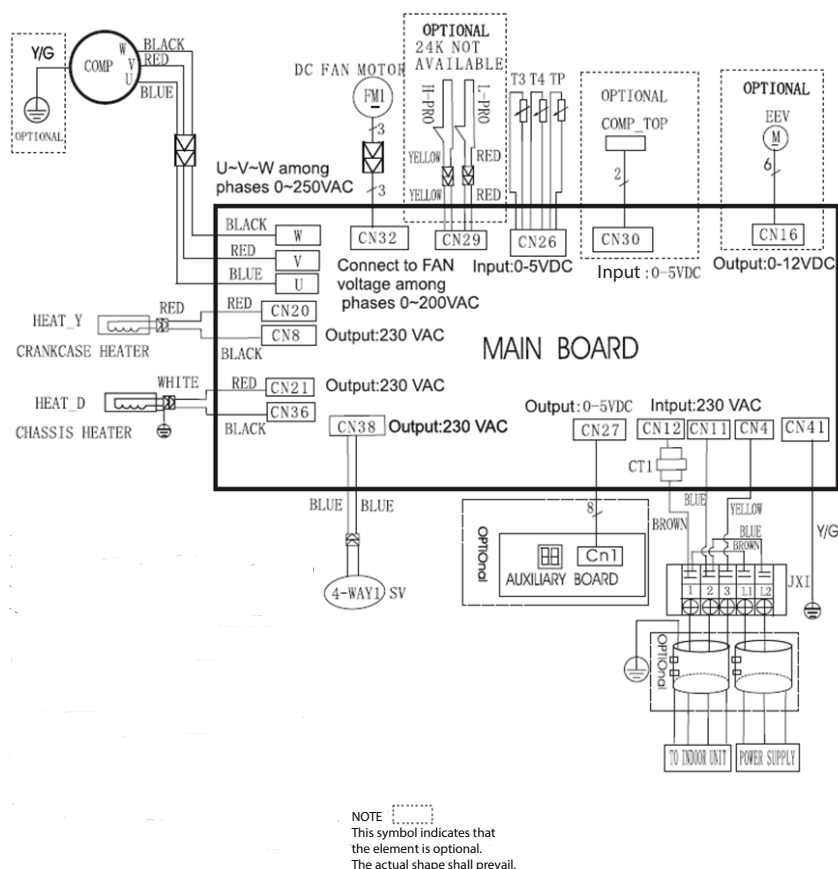 Y/G
OPTIONAL
COMP
W
V
U
BLACK
RED
BLUE
U~V~W among
phases 0~250VAC
DC FAN MOTOR
FM1
3
3
OPTIONAL
24K NOT
AVAILABLE
H-PRO
L-PRO
YELLOW
RED
YELLOW
RED
T3 T4 TP
OPTIONAL
COMP_TOP
2
OPTIONAL
EEV
M
6
BLACK
W
RED
V
BLUE
U
CN32
Connect to FAN
voltage among
phases 0~200VAC
CN29
CN26
Input:0-5VDC
CN30
Input :0-5VDC
CN16
Output:0-12VDC
HEAT_Y
RED
RED
CN20
CN8
Output:230 VAC
CRANKCASE HEATER
BLACK
MAIN BOARD
WHITE
RED
CN21
Output:230 VAC
HEAT_D
CN36
CHASSIS HEATER
BLACK
CN38
Output:230 VAC
Output:0-5VDC
CN27
Intput:230 VAC
CN12
CN11
CN4
CN41
CT1
BLUE
BLUE
8
OPTIOnal
Cn1
AUXILIARY BOARD
BROWN
BLUE
YELLOW
BLUE
BROWN
Y/G
4-WAY1
SV
JX1
1
2
3
L1
L2
OPTIOnal
TO INDOOR UNIT
POWER SUPPLY
NOTE
This symbol indicates that
the element is optional.
The actual shape shall prevail.